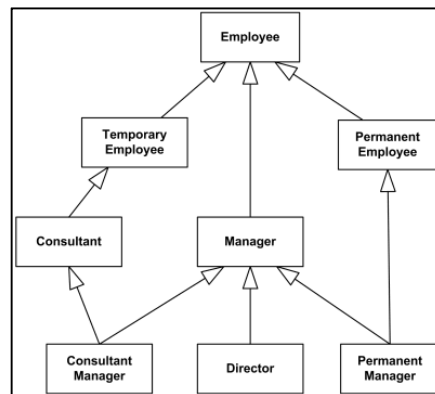 Employee
Temporary
Employee
Permanent
Employee
Consultant
Manager
Consultant
Manager
Director
Permanent
Manager